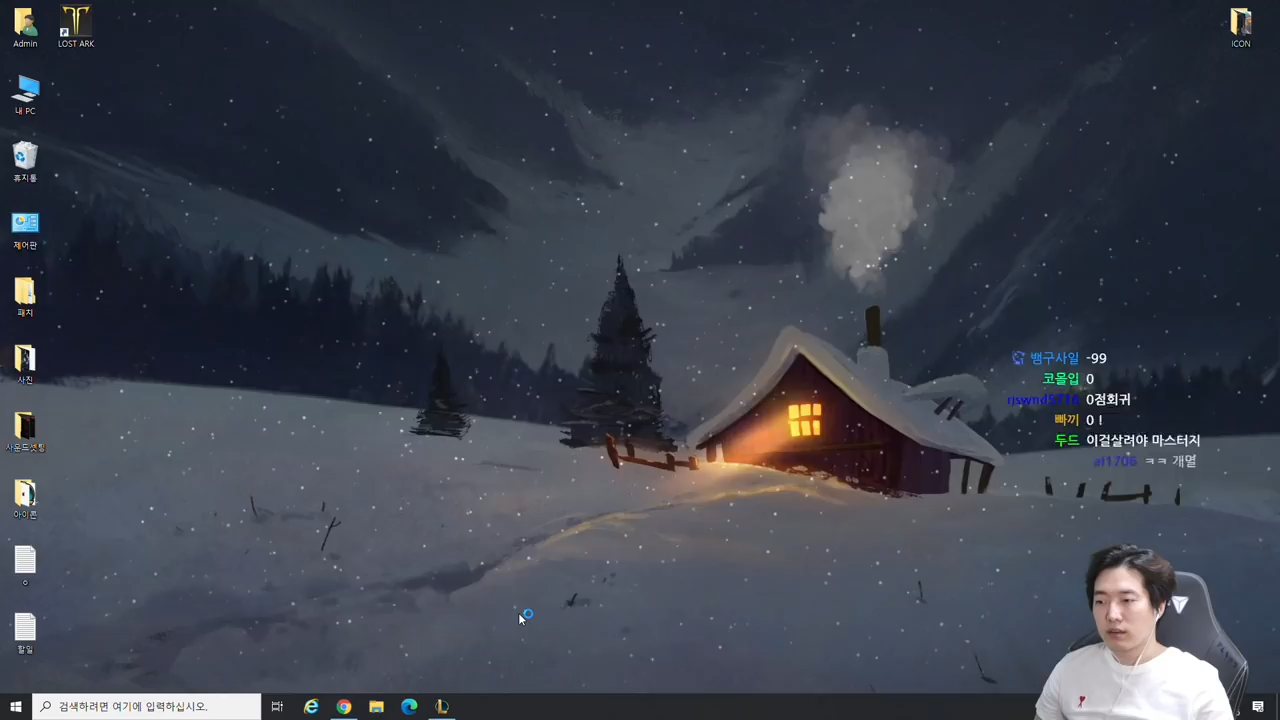 Admin
LOST ARK
ICON
내 PC
휴지통
제어판
패치
사진
사운드셋팅
아이콘
o
할일
뱀구사일 -99
코몰입 0
0점회귀
빠끼 0 !
두드 이걸살려야 마스터지
at1706 ㅋㅋ 개멸
검색하려면 여기에 입력하십시오.